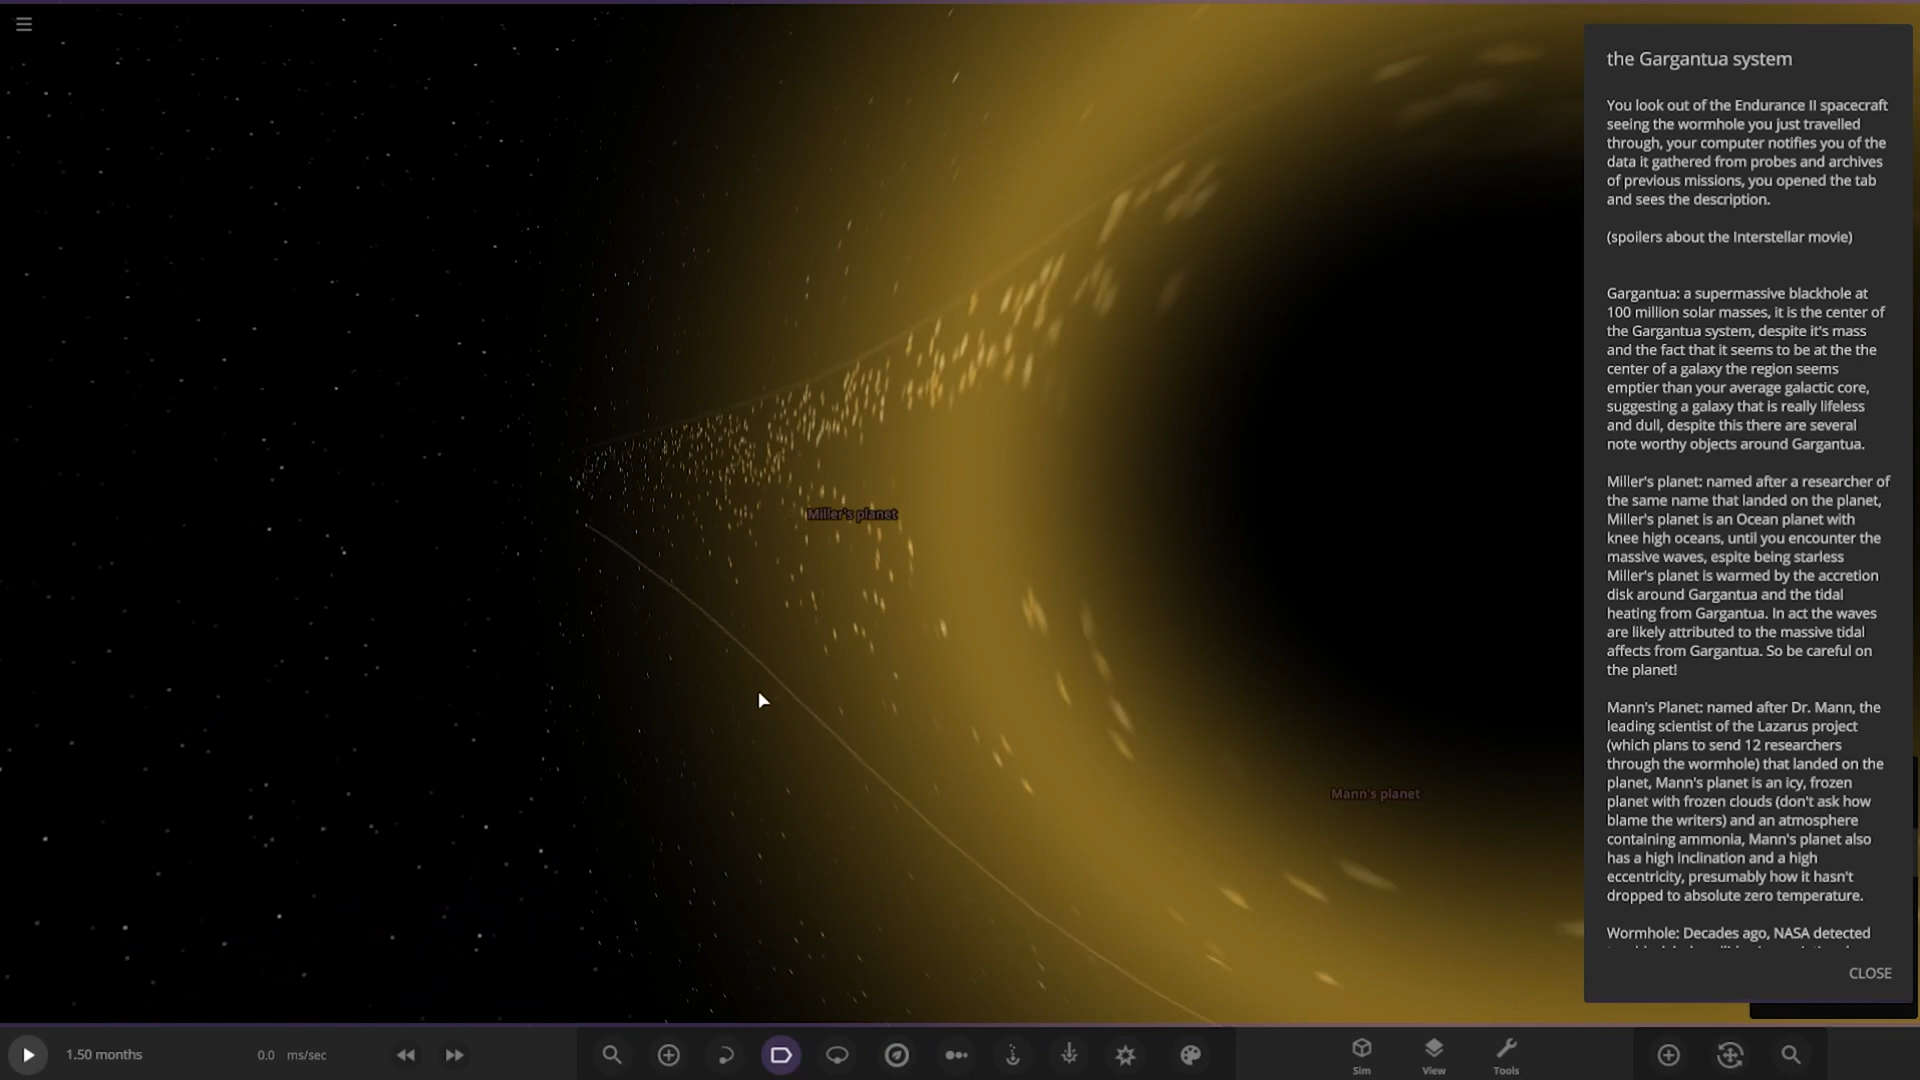 the Gargantua system
You look out of the Endurance II spacecraft
seeing the wormhole you just travelled
through, your computer notifies you of the
data it gathered from probes and archives
of previous missions, you opened the tab
and sees the description.
(spoilers about the Interstellar movie)
Gargantua: a supermassive blackhole at
100 million solar masses, it is the center of
the Gargantua system, despite it's mass
and the fact that it seems to be at the the
center of a galaxy the region seems
emptier than your average galactic core,
suggesting a galaxy that is really lifeless
and dull, despite this there are several
note worthy objects around Gargantua.
Miller's planet: named after a researcher of
the same name that landed on the planet,
Miller's planet is an Ocean planet with
knee high oceans, until you encounter the
massive waves, espite being starless
Miller's planet is warmed by the accretion
disk around Gargantua and the tidal
heating from Gargantua. In act the waves
are likely attributed to the massive tidal
affects from Gargantua. So be careful on
the planet!
Mann's Planet: named after Dr. Mann, the
leading scientist of the Lazarus project
(which plans to send 12 researchers
through the wormhole) that landed on the
planet, Mann's planet is an icy, frozen
planet with frozen clouds (don't ask how
blame the writers) and an atmosphere
containing ammonia, Mann's planet also
has a high inclination and a high
eccentricity, presumably how it hasn't
dropped to absolute zero temperature.
Wormhole: Decades ago, NASA detected
CLOSE
Miller's planet
Mann's planet
1.50 months
0.0 ms/sec
Sim
View
Tools